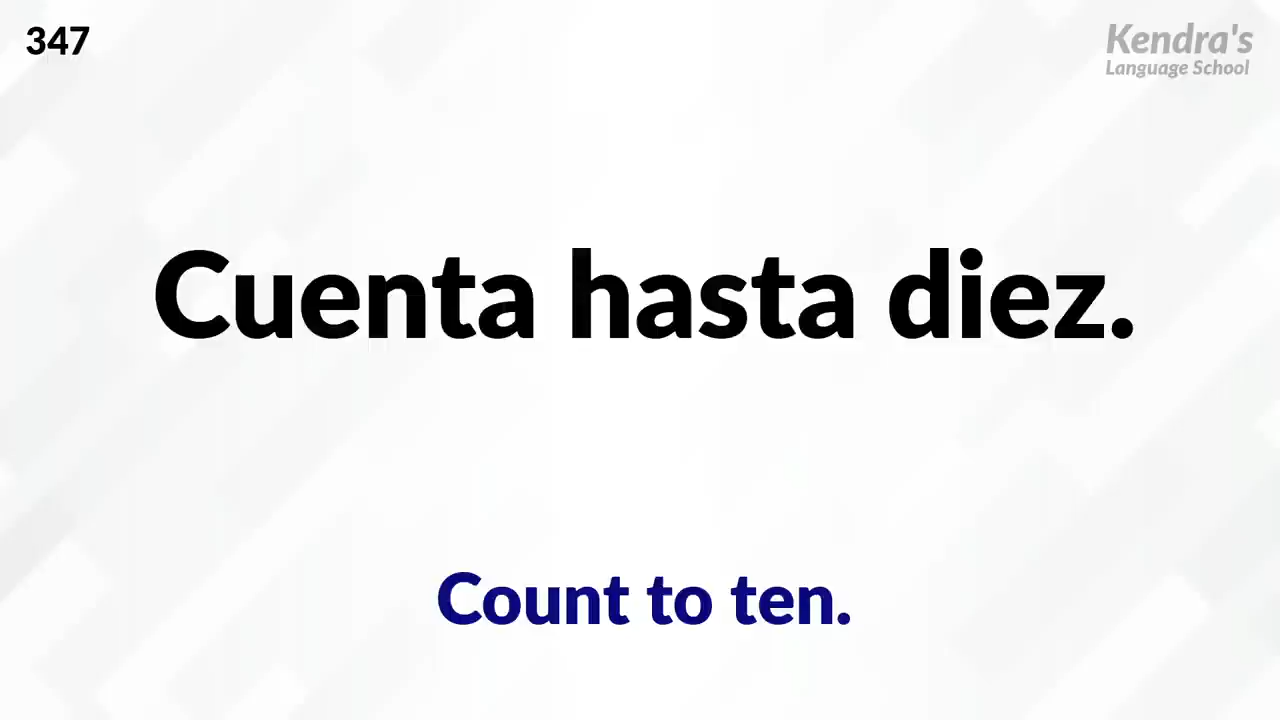 347
Kendra's
Language School
Cuenta hasta diez.
Count to ten.